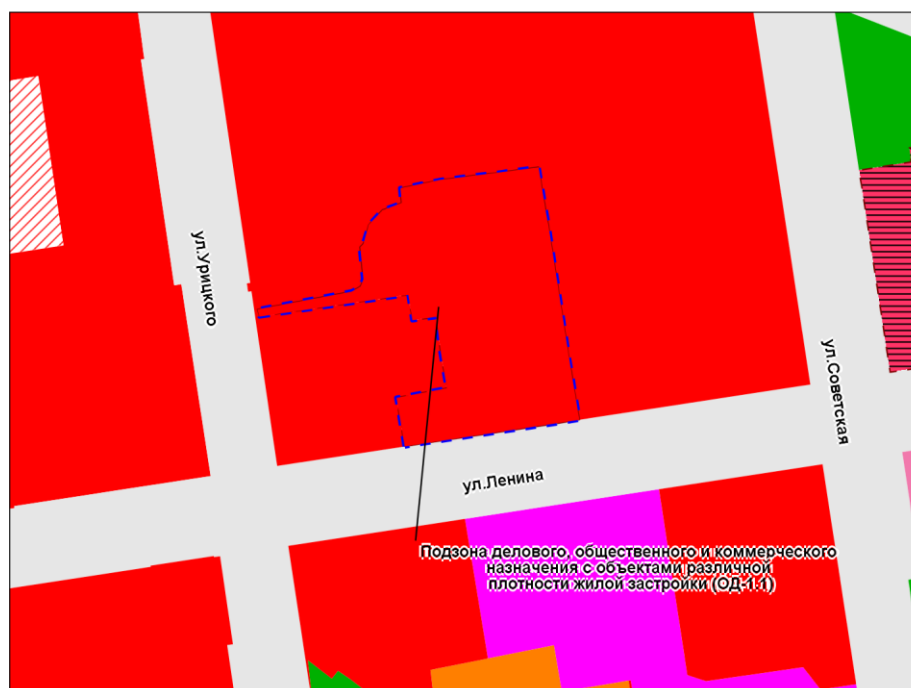 ул.Урицкого
ул.Советская
ул.Ленина
Подзона делового, общественного и коммерческого
назначения с объектами различной
плотности жилой застройки (ОД-1.1)